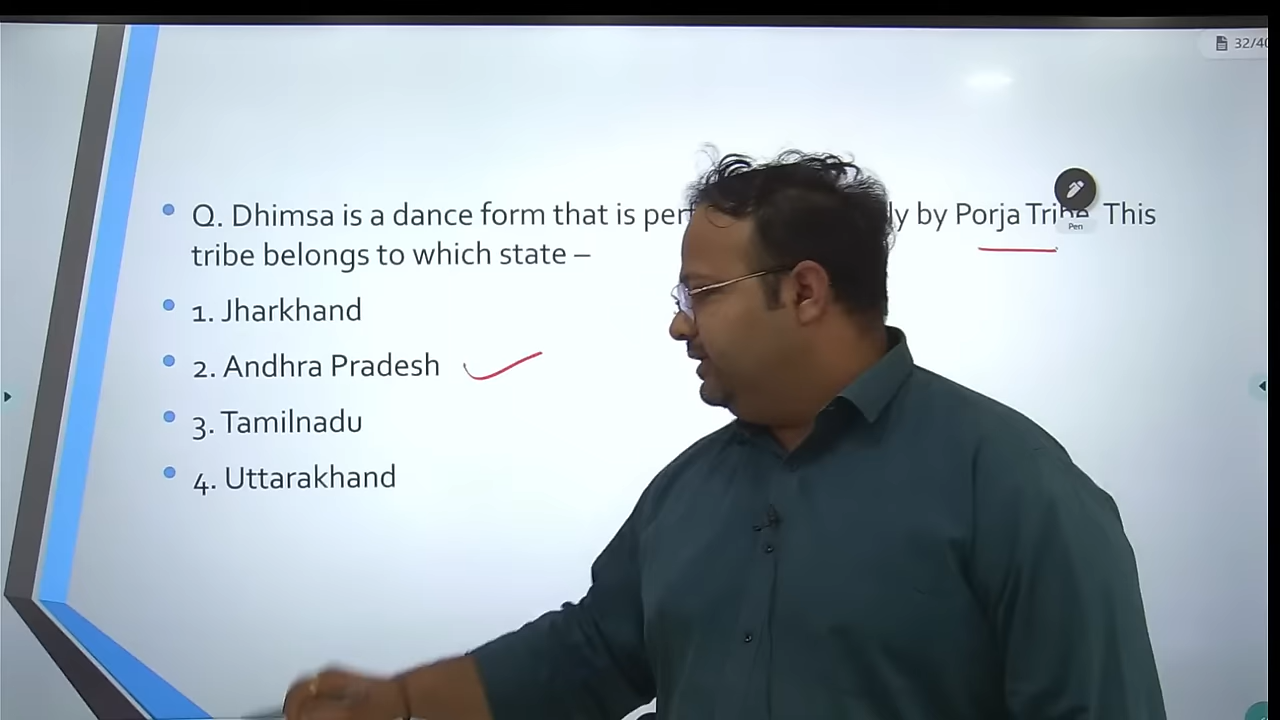 32/40
Q. Dhimsa is a dance form that is ly by Porja Tribe This
Pen
tribe belongs to which state –
1. Jharkhand
2. Andhra Pradesh
3. Tamilnadu
4. Uttarakhand